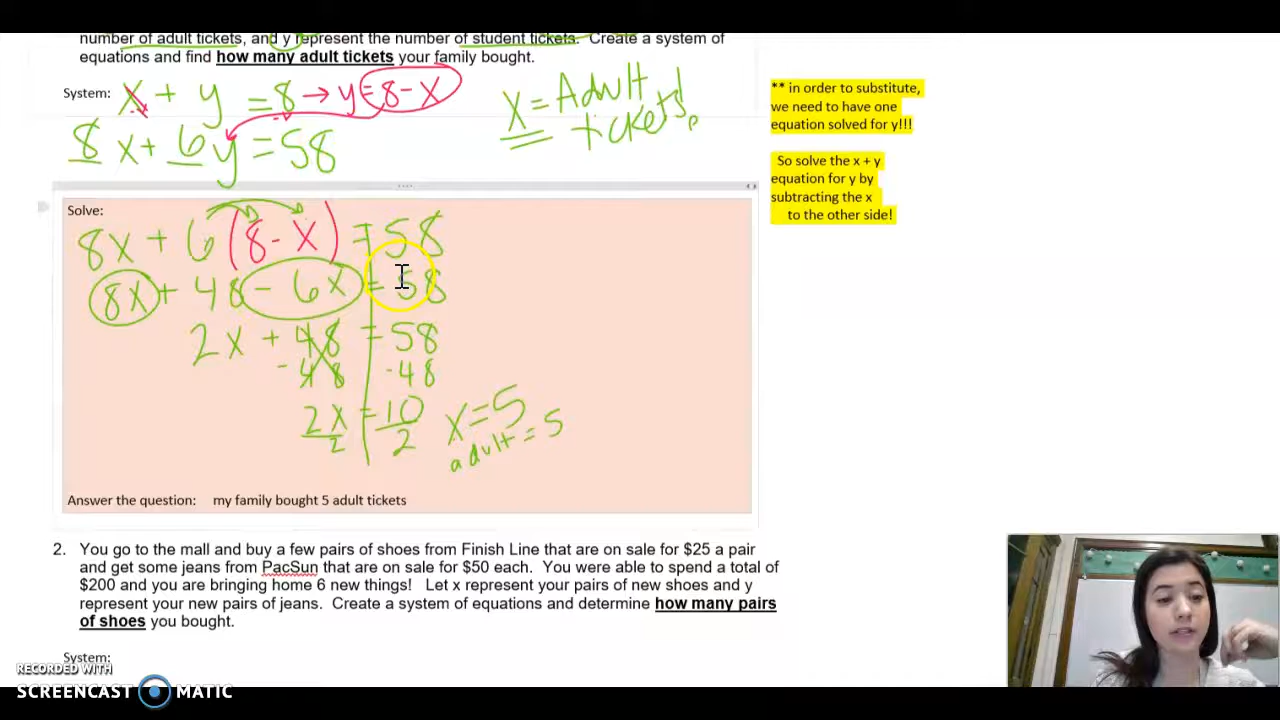 number of adult tickets, and y represent the number of student tickets. Create a system of
equations and find how many adult tickets your family bought.
System: x + y = 8 → y = 8 - x
8x + 6y = 58
x = Adult
tickets!
** in order to substitute,
we need to have one
equation solved for y!!!
So solve the x + y
equation for y by
subtracting the x
to the other side!
Solve:
8x + 6(8 - x) = 58
8x + 48 - 6x = 58
2x + 48 = 58
- 48 - 48
2x = 10
2 2
x = 5
adult = 5
Answer the question: my family bought 5 adult tickets
2. You go to the mall and buy a few pairs of shoes from Finish Line that are on sale for $25 a pair
and get some jeans from PacSun that are on sale for $50 each. You were able to spend a total of
$200 and you are bringing home 6 new things! Let x represent your pairs of new shoes and y
represent your new pairs of jeans. Create a system of equations and determine how many pairs
of shoes you bought.
System:
RECORDED WITH
SCREENCAST MATIC